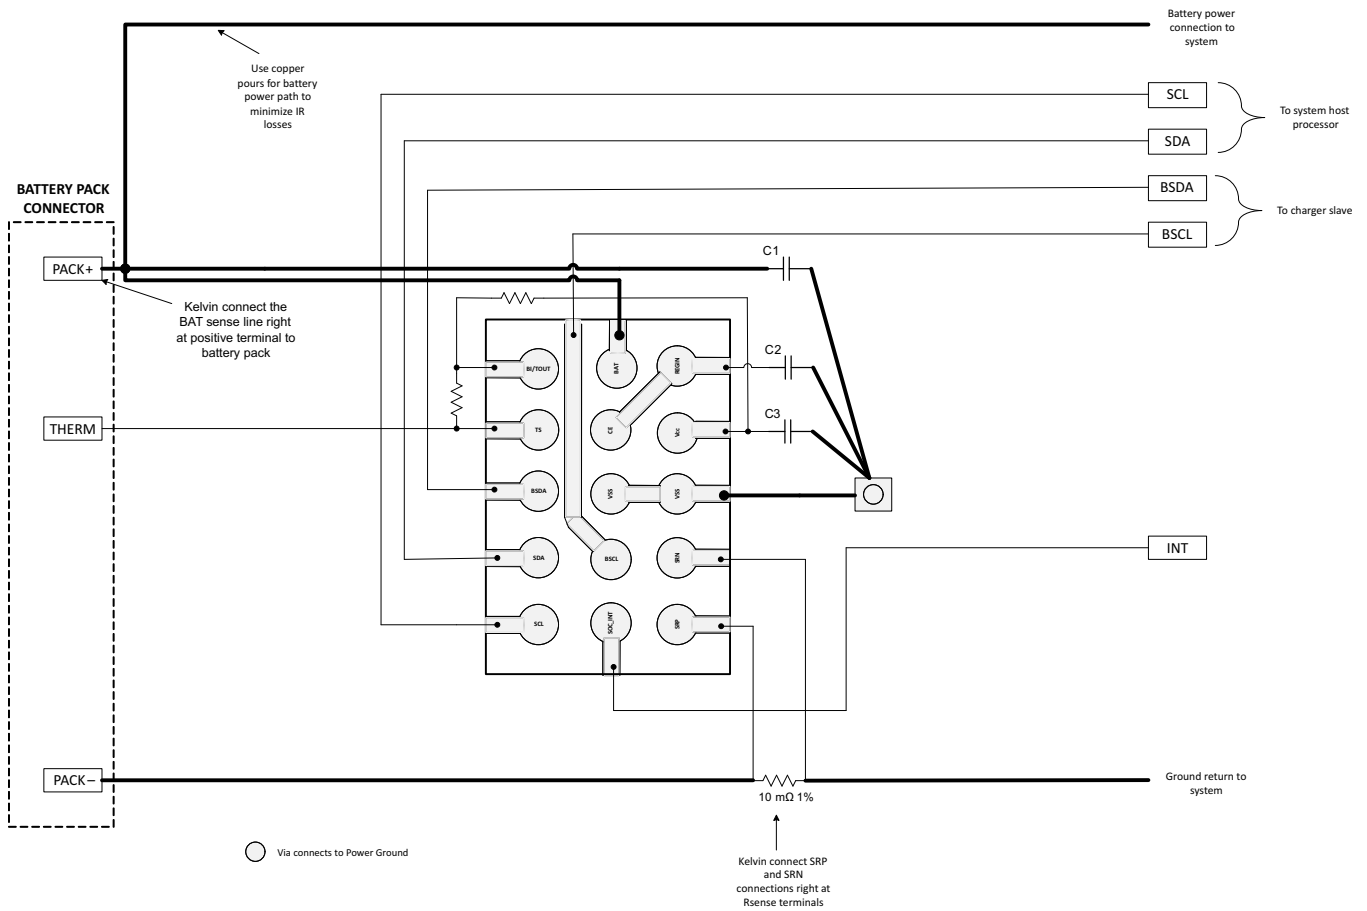 Battery power
connection to
system
Use copper
pours for battery
power path to
minimize IR
losses
SCL
SDA
To system host
processor
BSDA
BSCL
To charger slave
BATTERY PACK
CONNECTOR
PACK+
Kelvin connect the
BAT sense line right
at positive terminal to
battery pack
THERM
PACK–
C1
C2
C3
BI/TOUT
BAT
REGIN
TS
CE
Vcc
BSDA
VSS
VSS
SDA
BSCL
SRN
SCL
SOC_INT
SRP
INT
10 mΩ 1%
Ground return to
system
Kelvin connect SRP
and SRN
connections right at
Rsense terminals
Via connects to Power Ground